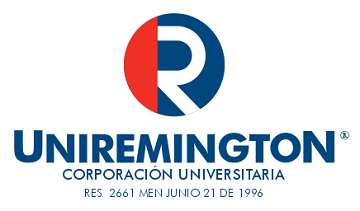 R
UNIREMINGTON®
CORPORACIÓN UNIVERSITARIA
RES. 2661 MEN JUNIO 21 DE 1996